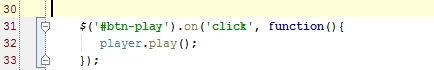 30
31 $('#btn-play').on('click', function(){
32 player.play();
33 });